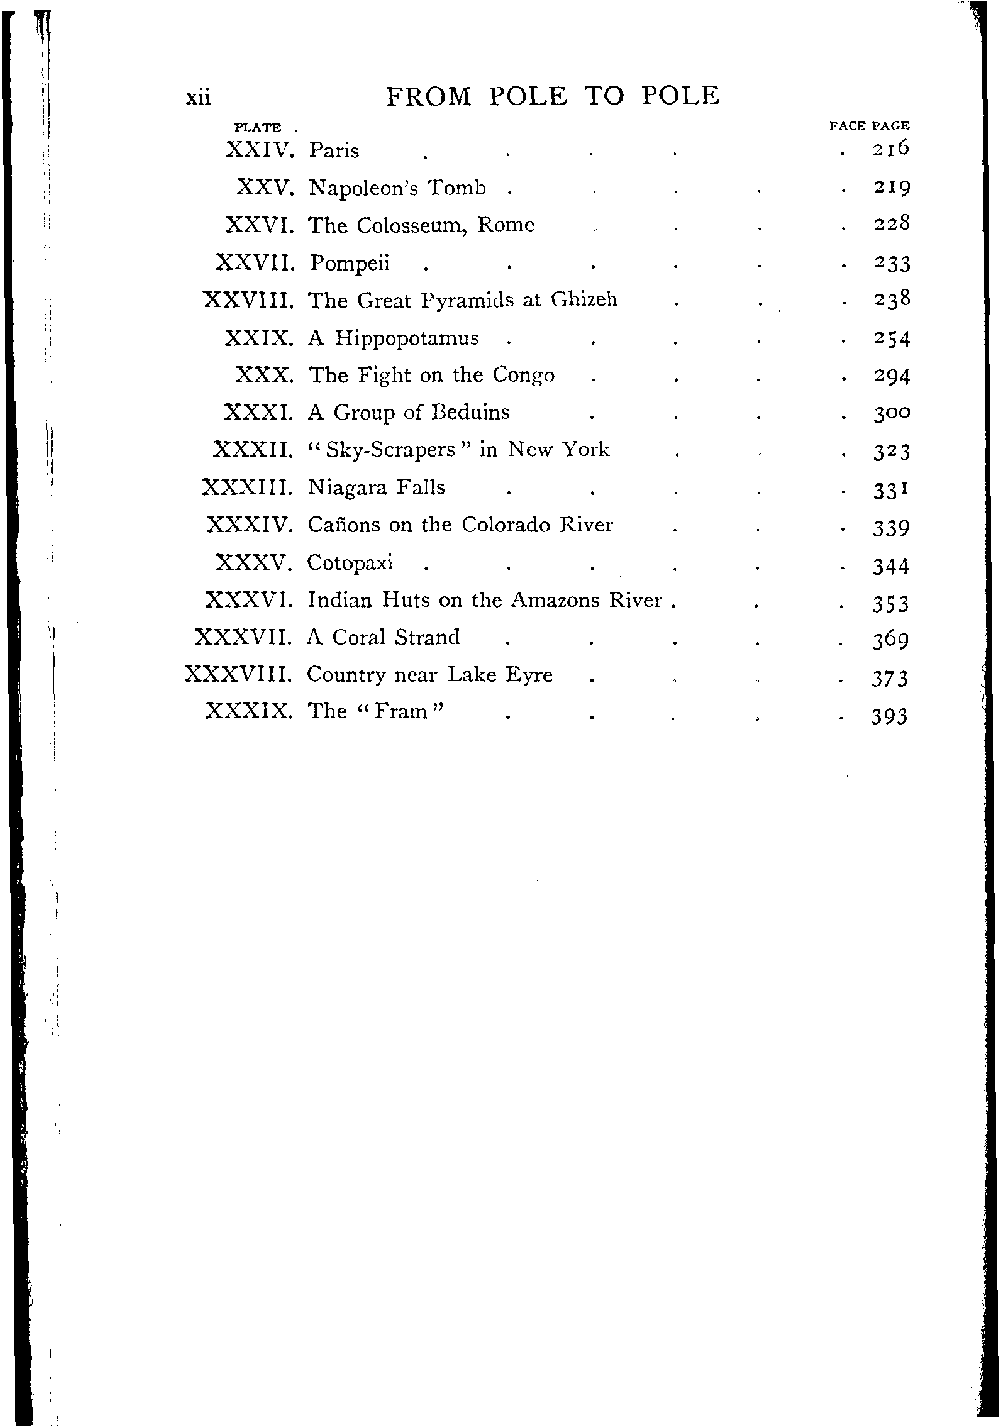 xii FROM POLE TO POLE
PLATE FACE PAGE
XXIV. Paris . . . . . 216
XXV. Napoleon's Tomb . . . . . 219
XXVI. The Colosseum, Rome . . . . 228
XXVII. Pompeii . . . . . . 233
XXVIII. The Great Pyramids at Ghizeh . . . 238
XXIX. A Hippopotamus . . . . . 254
XXX. The Fight on the Congo . . . . 294
XXXI. A Group of Beduins . . . . 300
XXXII. “Sky-Scrapers” in New York . . . 323
XXXIII. Niagara Falls . . . . . 331
XXXIV. Cañons on the Colorado River . . . 339
XXXV. Cotopaxi . . . . . . 344
XXXVI. Indian Huts on the Amazons River . . . 353
XXXVII. A Coral Strand . . . . . 369
XXXVIII. Country near Lake Eyre . . . . 373
XXXIX. The “Fram” . . . . . 393